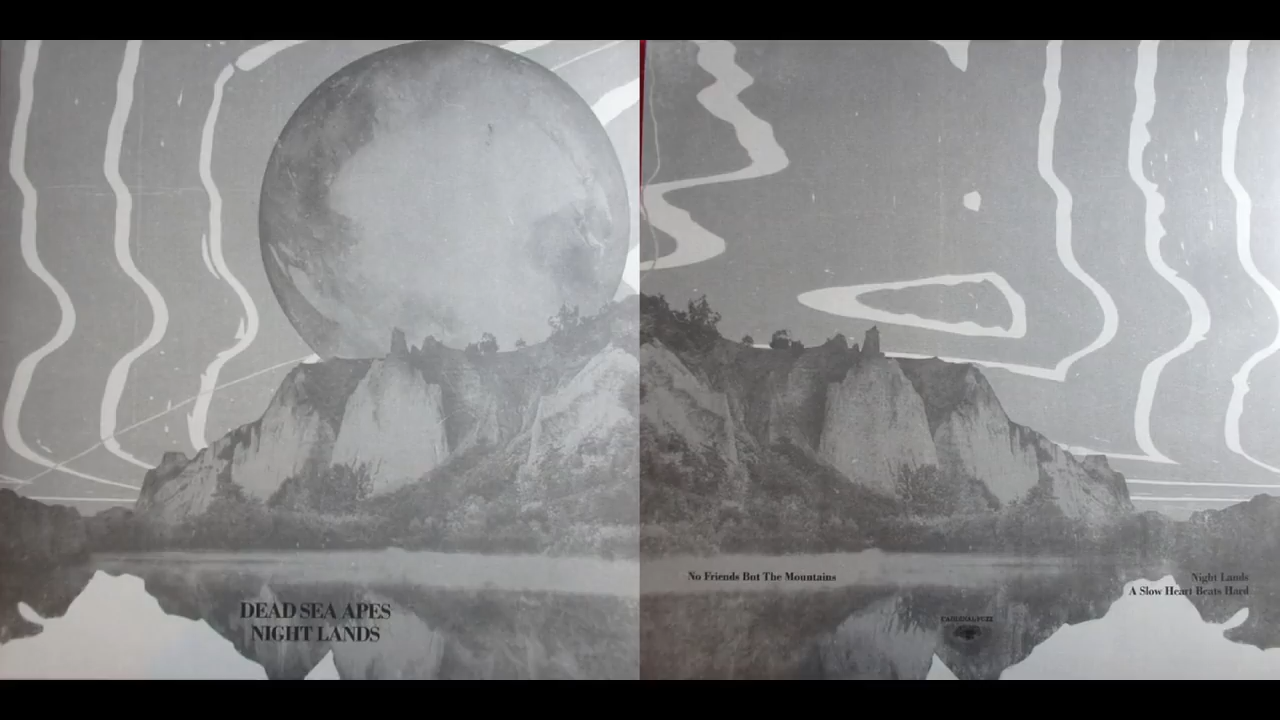 DEAD SEA APES
NIGHT LANDS
No Friends But The Mountains
Night Lands
A Slow Heart Beats Hard